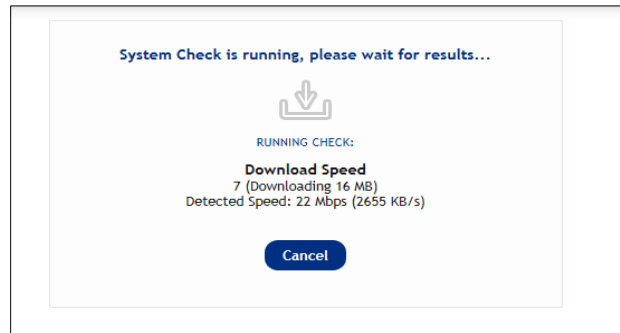 System Check is running, please wait for results...
RUNNING CHECK:
Download Speed
7 (Downloading 16 MB)
Detected Speed: 22 Mbps (2655 KB/s)
Cancel